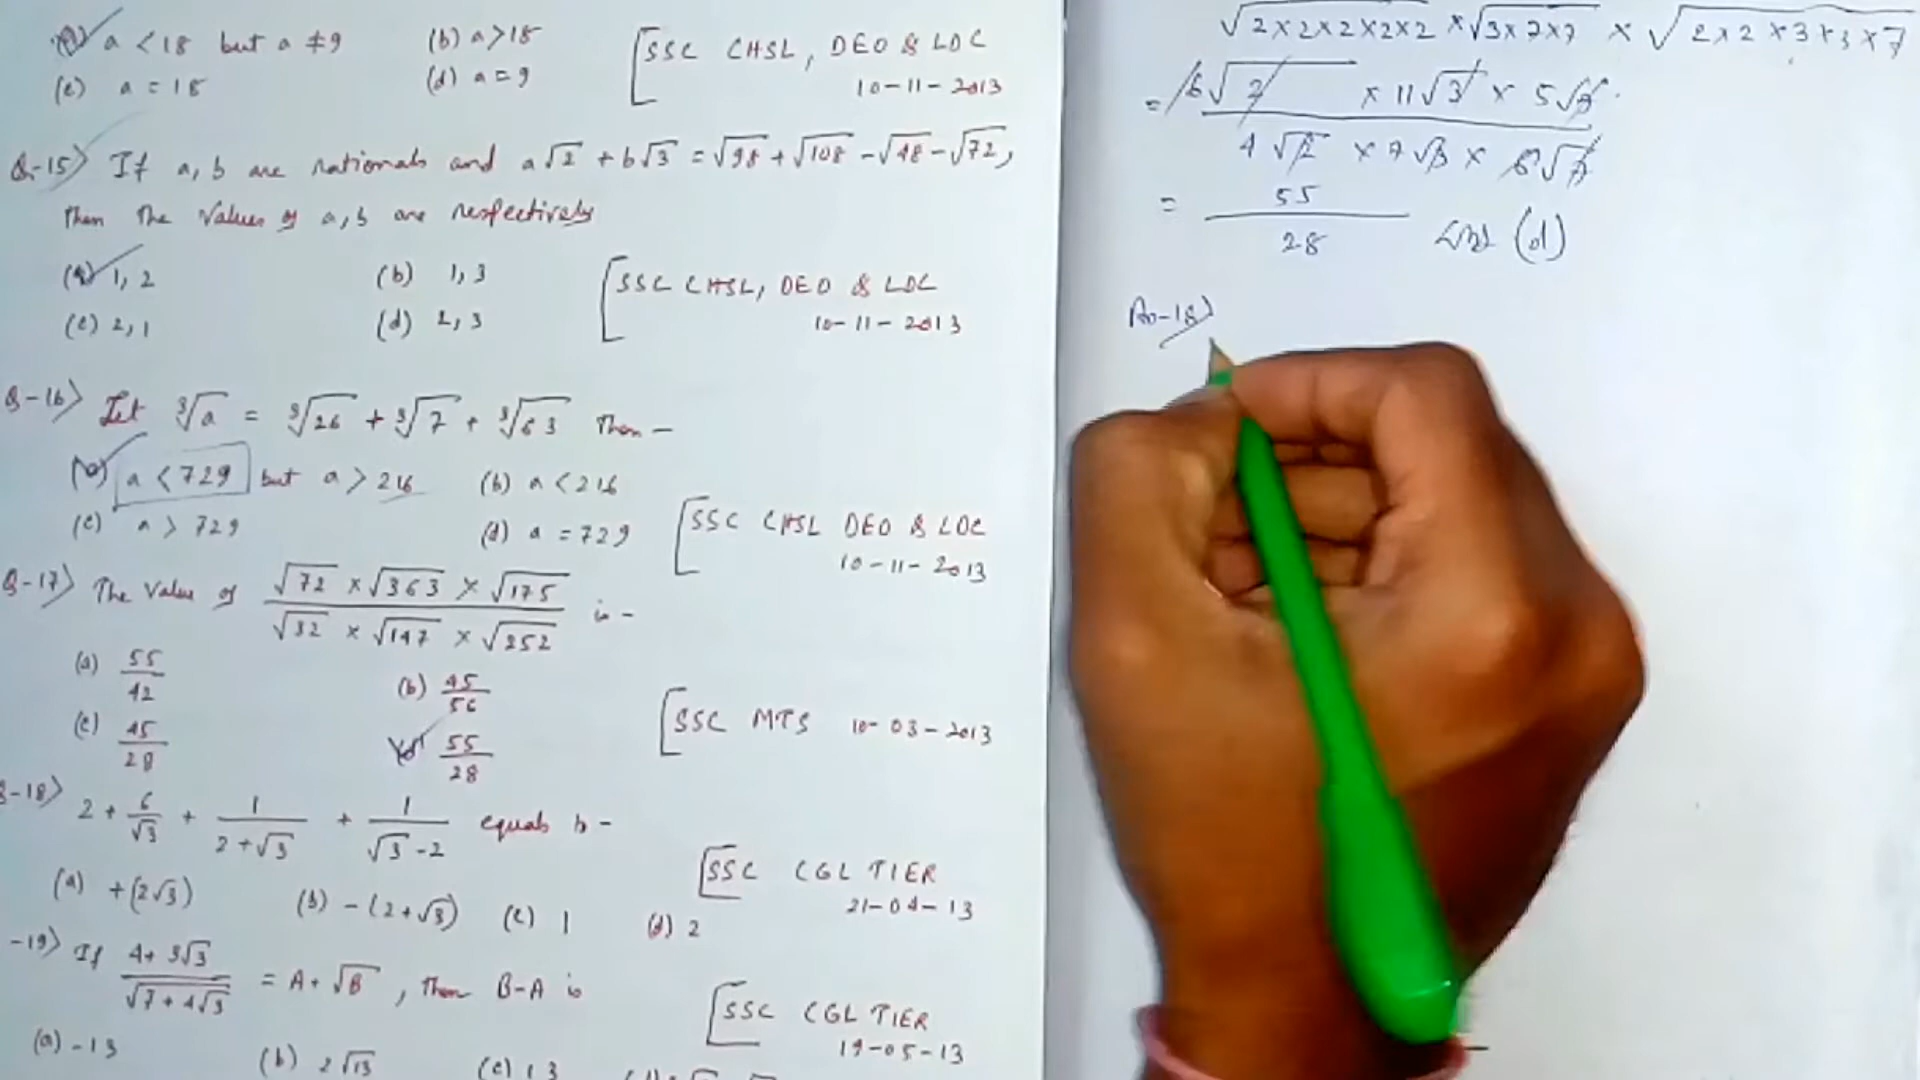 (a) a < 18 but a ≠ 9 (b) a > 18
(c) a = 18 (d) a = 9
[SSC CHSL, DEO & LDC
10-11-2013
Q-15) If a, b are rationals and a√2 + b√3 = √98 + √108 - √48 - √72,
then the values of a, b are respectively
(a) 1, 2 (b) 1, 3
(c) 2, 1 (d) 2, 3
[SSC CHSL, DEO & LDC
10-11-2013
Q-16) Let ∛a = ∛26 + ∛7 + ∛63 Then -
(a) a < 729 but a > 216 (b) a < 216
(c) a > 729 (d) a = 729
[SSC CHSL DEO & LDC
10-11-2013
Q-17) The value of (√72 × √363 × √175) / (√32 × √147 × √252) is -
(a) 55/42 (b) 45/56
(c) 45/28 (d) 55/28
[SSC MTS 10-03-2013
-18) 2 + 6/√3 + 1/(2+√3) + 1/(√3-2) equals to -
(a) +(2√3) (b) -(2+√3) (c) 1 (d) 2
[SSC CGL TIER
21-04-13
-19) If (4+3√3)/√(7+4√3) = A + √B, then B-A is
(a) -13 (b) 2√13 (c) 13
[SSC CGL TIER
19-05-13
√2×2×2×2×2 × √3×7×7 × √2×2×3×3×7
= 6√2 × 11√3 × 5√7 / 4√2 × 7√3 × 6√7
= 55/28 (d)